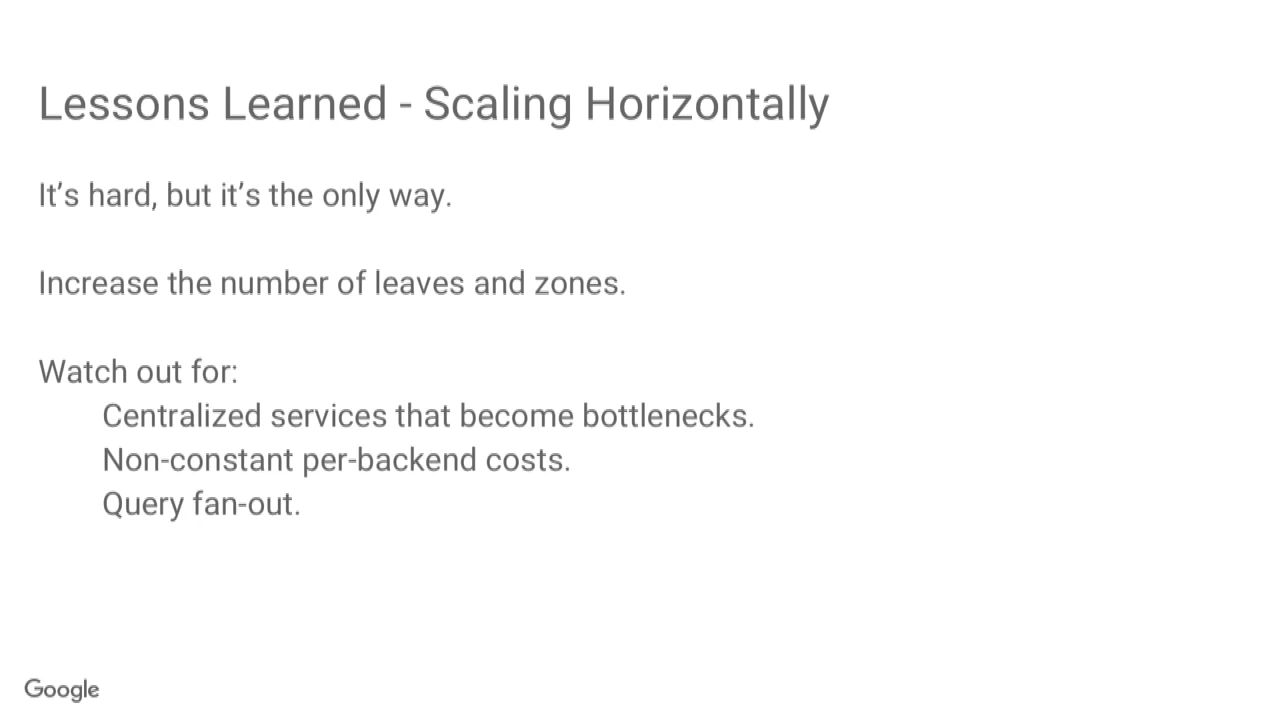 Lessons Learned - Scaling Horizontally
It’s hard, but it’s the only way.
Increase the number of leaves and zones.
Watch out for:
Centralized services that become bottlenecks.
Non-constant per-backend costs.
Query fan-out.
Google